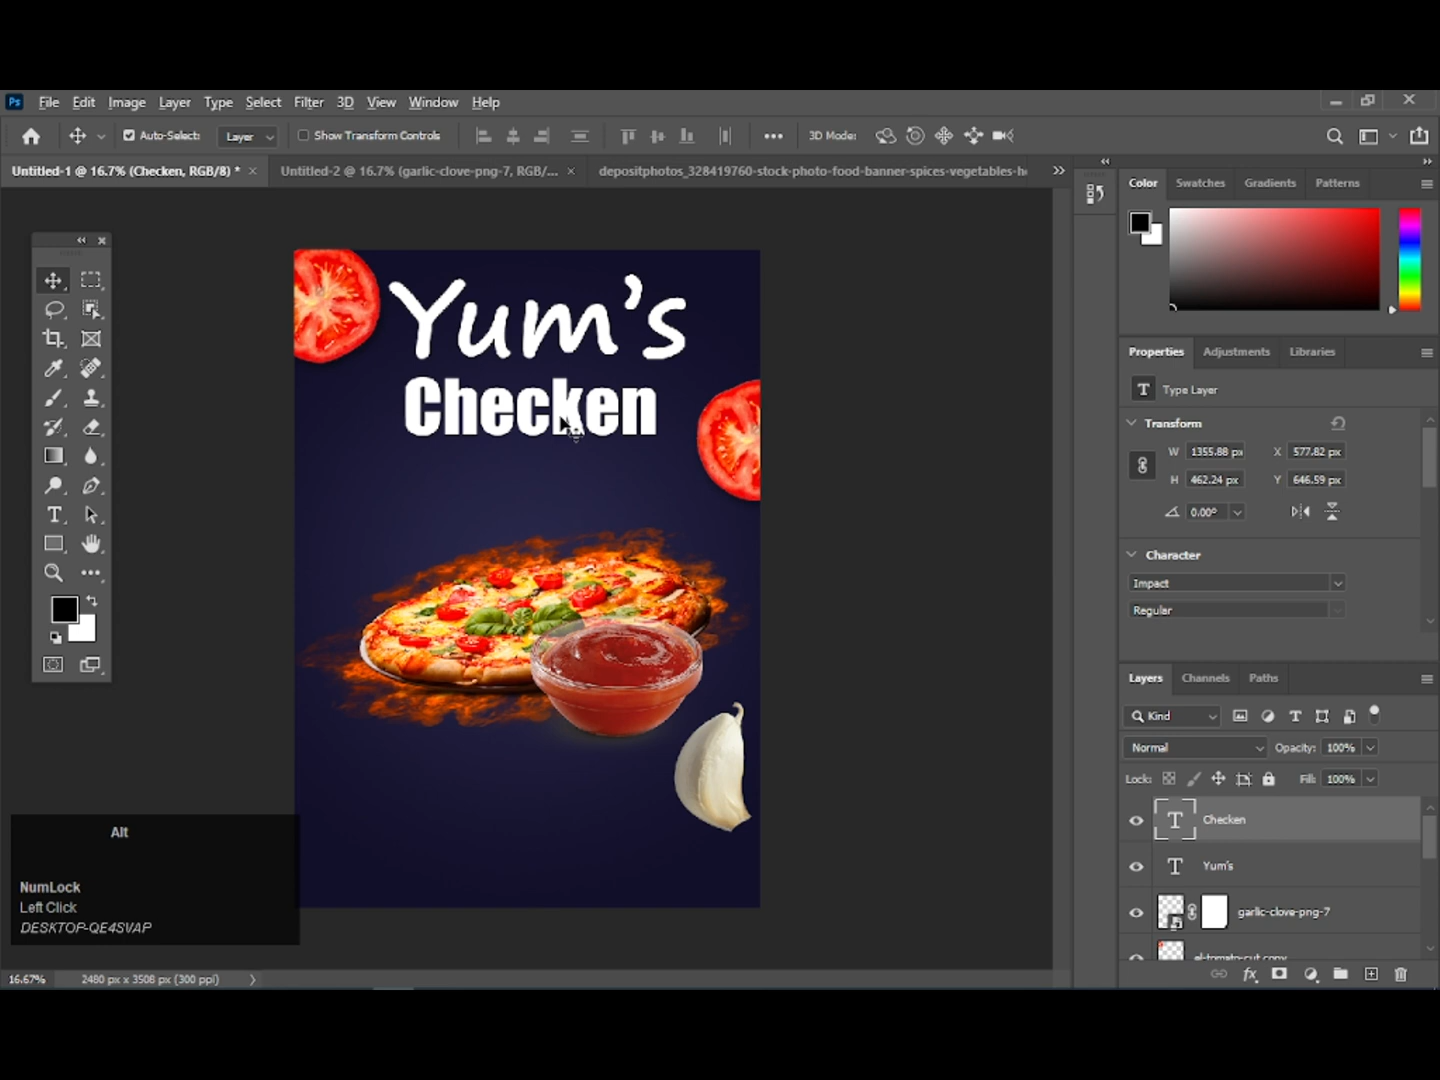 Ps File Edit Image Layer Type Select Filter 3D View Window Help
Auto-Select: Layer Show Transform Controls 3D Mode:
Untitled-1 @ 16.7% (Checken, RGB/8) * Untitled-2 @ 16.7% (garlic-clove-png-7, RGB/... depositphotos_328419760-stock-photo-food-banner-spices-vegetables-h
Color Swatches Gradients Patterns
Yum's
Checken
Properties Adjustments Libraries
T Type Layer
Transform
W 1355.88 px X 577.82 px
H 462.24 px Y 646.59 px
0.00°
Character
Impact
Regular
Layers Channels Paths
Kind
Normal Opacity: 100%
Lock: Fill: 100%
T Checken
T Yum's
garlic-clove-png-7
el-tomato-cut copy
Alt
NumLock
Left Click
DESKTOP-QE4SVAP
16.67% 2480 px x 3508 px (300 ppi)